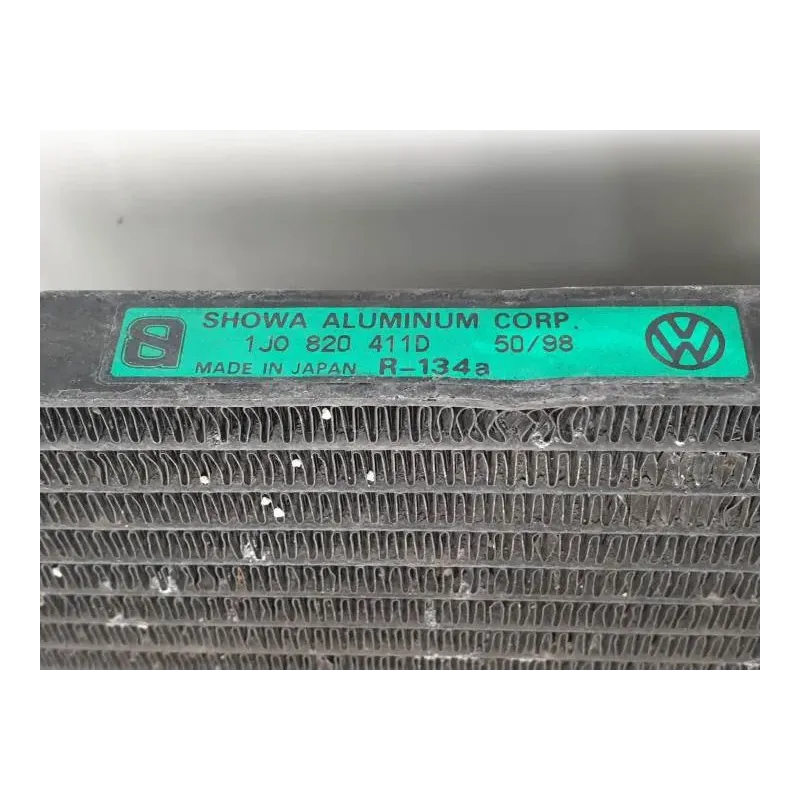 SHOWA ALUMINUM CORP.
1J0 820 411D 50/98
MADE IN JAPAN R-134a